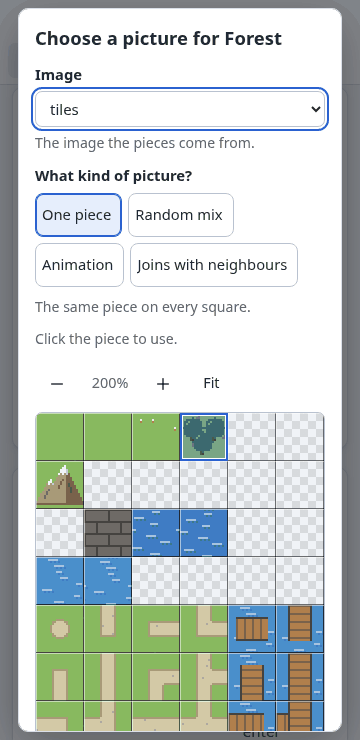 Choose a picture for Forest
Image
tiles
The image the pieces come from.
What kind of picture?
One piece
Random mix
Animation
Joins with neighbours
The same piece on every square.
Click the piece to use.
− 200% + Fit
enter